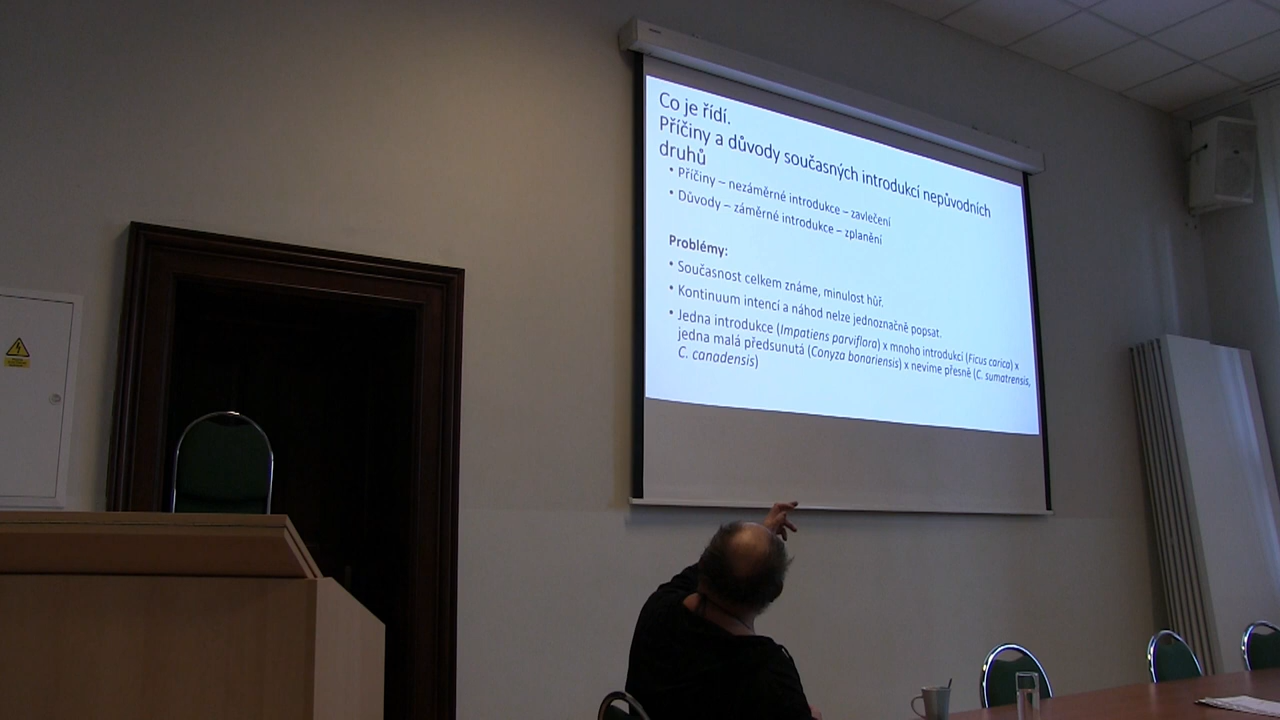 Co je řídí.
Příčiny a důvody současných introdukcí nepůvodních
druhů
• Příčiny – nezáměrné introdukce – zavlečení
• Důvody – záměrné introdukce – zplanění
Problémy:
• Současnost celkem známe, minulost hůř.
• Kontinuum intencí a náhod nelze jednoznačně popsat.
• Jedna introdukce (Impatiens parviflora) x mnoho introdukcí (Ficus carica) x
jedna malá předsunutá (Conyza bonariensis) x nevíme přesně (C. sumatrensis,
C. canadensis)